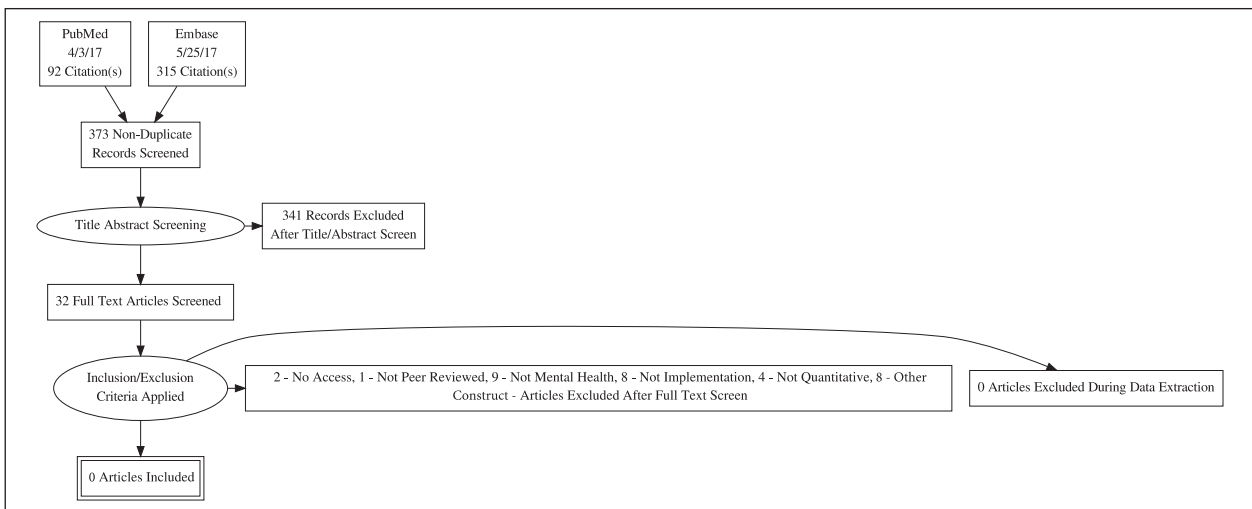 PubMed
4/3/17
92 Citation(s)
Embase
5/25/17
315 Citation(s)
373 Non-Duplicate
Records Screened
Title Abstract Screening
341 Records Excluded
After Title/Abstract Screen
32 Full Text Articles Screened
Inclusion/Exclusion
Criteria Applied
2 - No Access, 1 - Not Peer Reviewed, 9 - Not Mental Health, 8 - Not Implementation, 4 - Not Quantitative, 8 - Other
Construct - Articles Excluded After Full Text Screen
0 Articles Excluded During Data Extraction
0 Articles Included